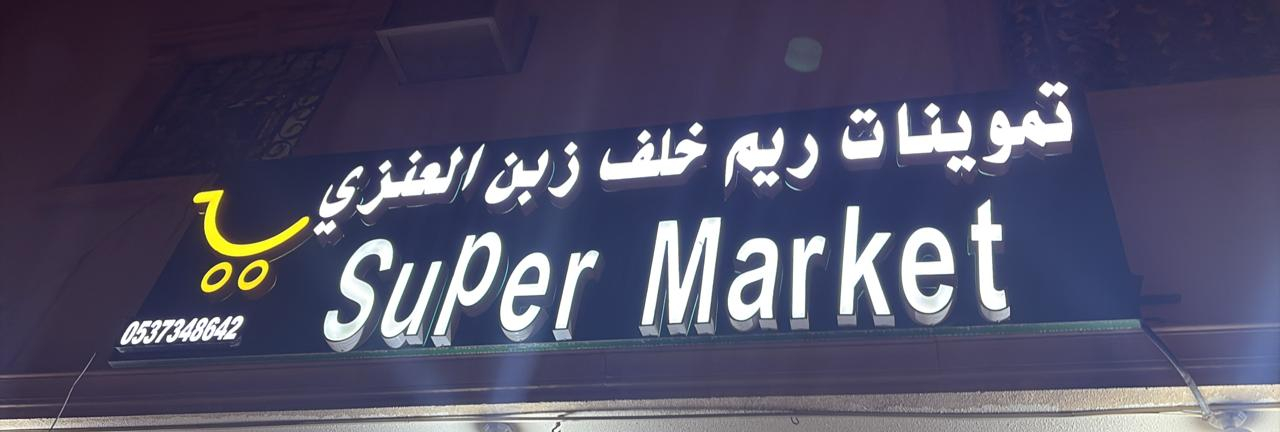 تموينات ريم خلف زبن العنزي
Super Market
0537348642